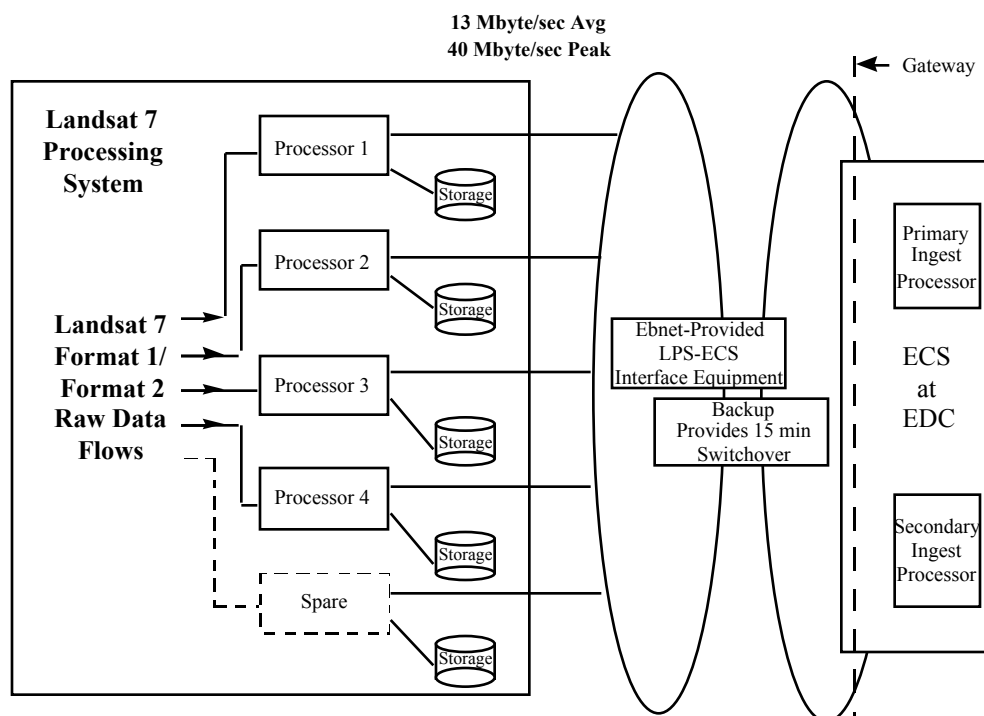 13 Mbyte/sec Avg
40 Mbyte/sec Peak
Gateway
Landsat 7
Processing
System
Processor 1
Storage
Processor 2
Storage
Landsat 7
Format 1/
Format 2
Raw Data
Flows
Processor 3
Storage
Processor 4
Storage
Spare
Storage
Ebnet-Provided
LPS-ECS
Interface Equipment
Backup
Provides 15 min
Switchover
Primary
Ingest
Processor
ECS
at
EDC
Secondary
Ingest
Processor